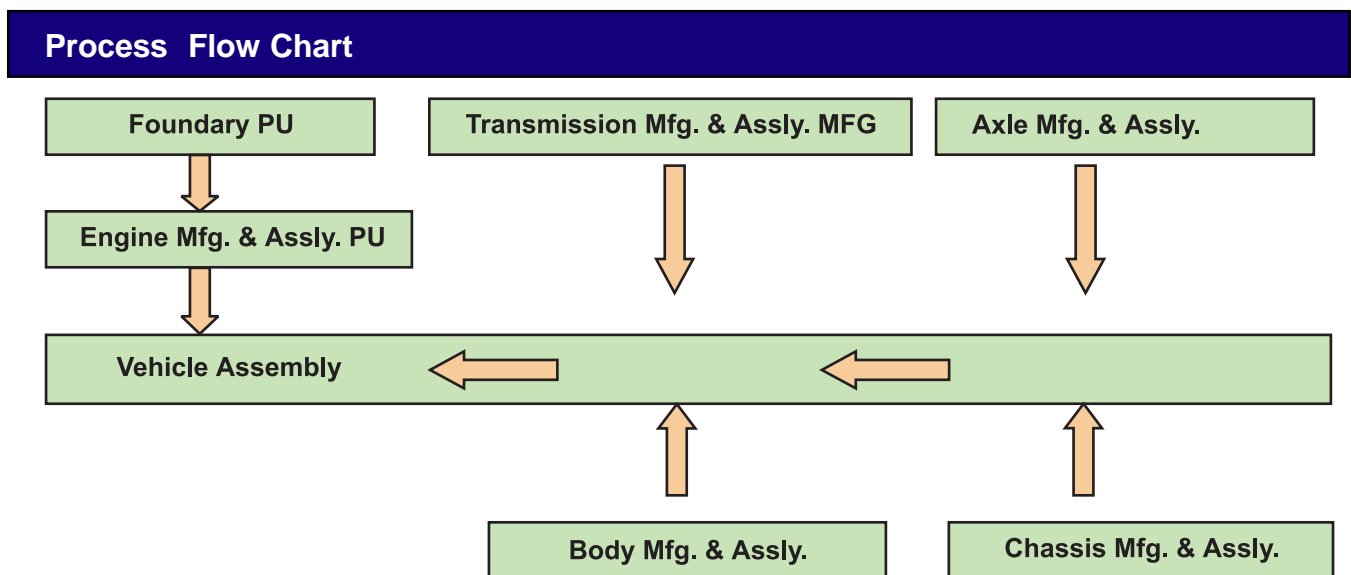 Process Flow Chart
Foundary PU
Transmission Mfg. & Assly. MFG
Axle Mfg. & Assly.
Engine Mfg. & Assly. PU
Vehicle Assembly
Body Mfg. & Assly.
Chassis Mfg. & Assly.